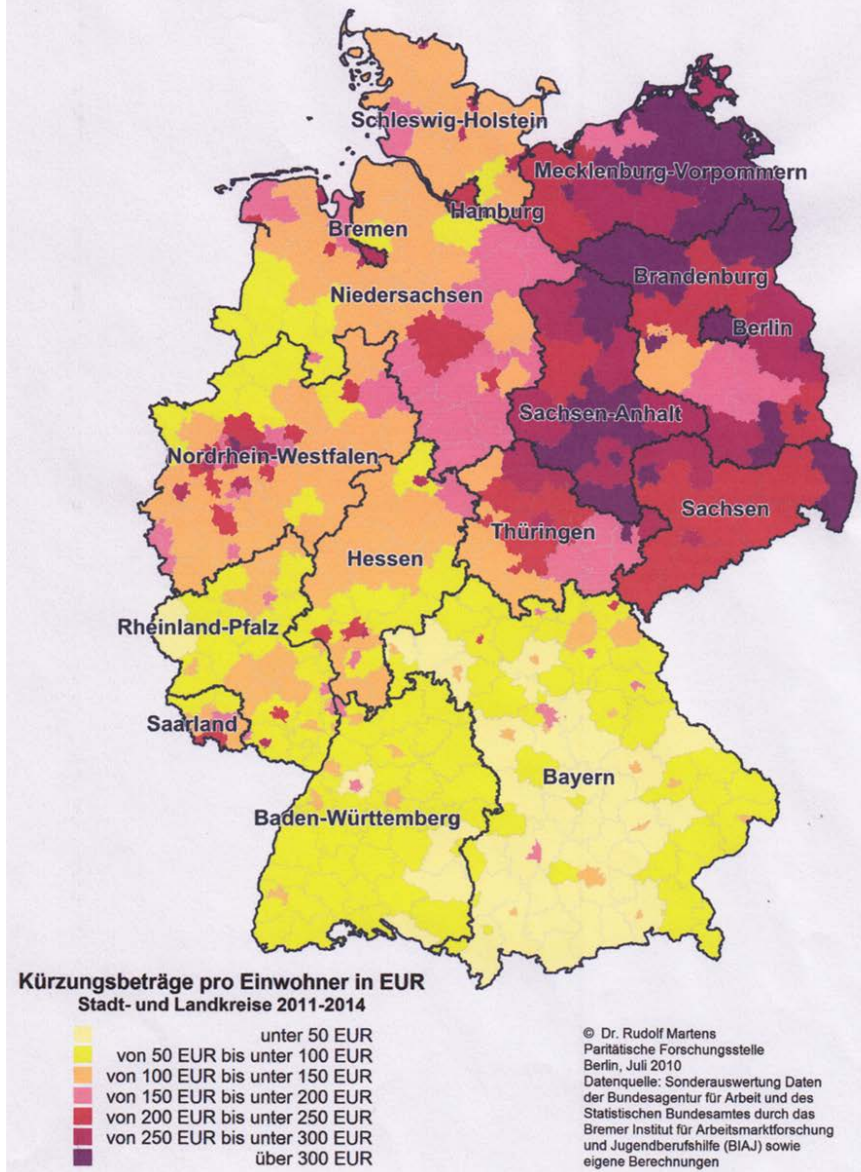 Schleswig-Holstein
Mecklenburg-Vorpommern
Hamburg
Bremen
Brandenburg
Niedersachsen
Berlin
Sachsen-Anhalt
Nordrhein-Westfalen
Sachsen
Thüringen
Hessen
Rheinland-Pfalz
Saarland
Bayern
Baden-Württemberg
Kürzungsbeträge pro Einwohner in EUR
Stadt- und Landkreise 2011-2014
unter 50 EUR
von 50 EUR bis unter 100 EUR
von 100 EUR bis unter 150 EUR
von 150 EUR bis unter 200 EUR
von 200 EUR bis unter 250 EUR
von 250 EUR bis unter 300 EUR
über 300 EUR
© Dr. Rudolf Martens
Paritätische Forschungsstelle
Berlin, Juli 2010
Datenquelle: Sonderauswertung Daten
der Bundesagentur für Arbeit und des
Statistischen Bundesamtes durch das
Bremer Institut für Arbeitsmarktforschung
und Jugendberufshilfe (BIAJ) sowie
eigene Berechnungen